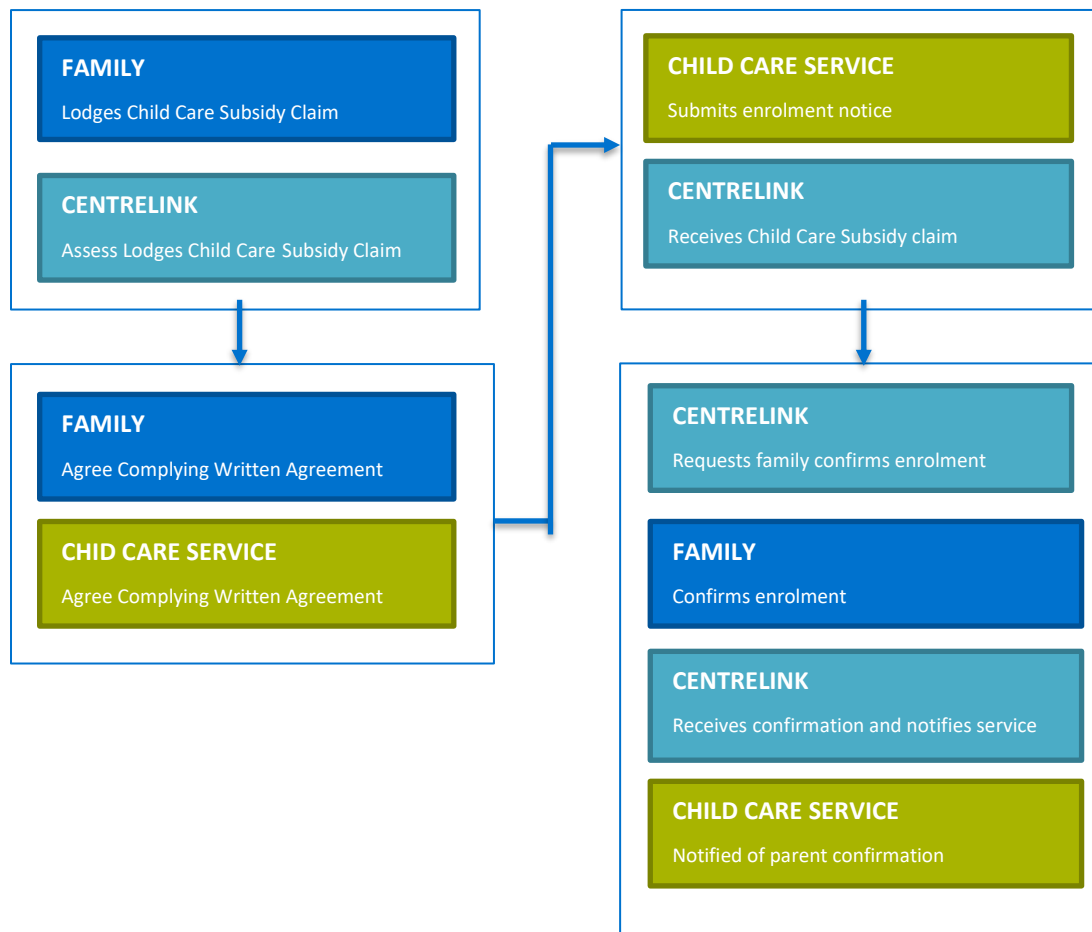 FAMILY
Lodges Child Care Subsidy Claim
CENTRELINK
Assess Lodges Child Care Subsidy Claim
FAMILY
Agree Complying Written Agreement
CHID CARE SERVICE
Agree Complying Written Agreement
CHILD CARE SERVICE
Submits enrolment notice
CENTRELINK
Receives Child Care Subsidy claim
CENTRELINK
Requests family confirms enrolment
FAMILY
Confirms enrolment
CENTRELINK
Receives confirmation and notifies service
CHILD CARE SERVICE
Notified of parent confirmation